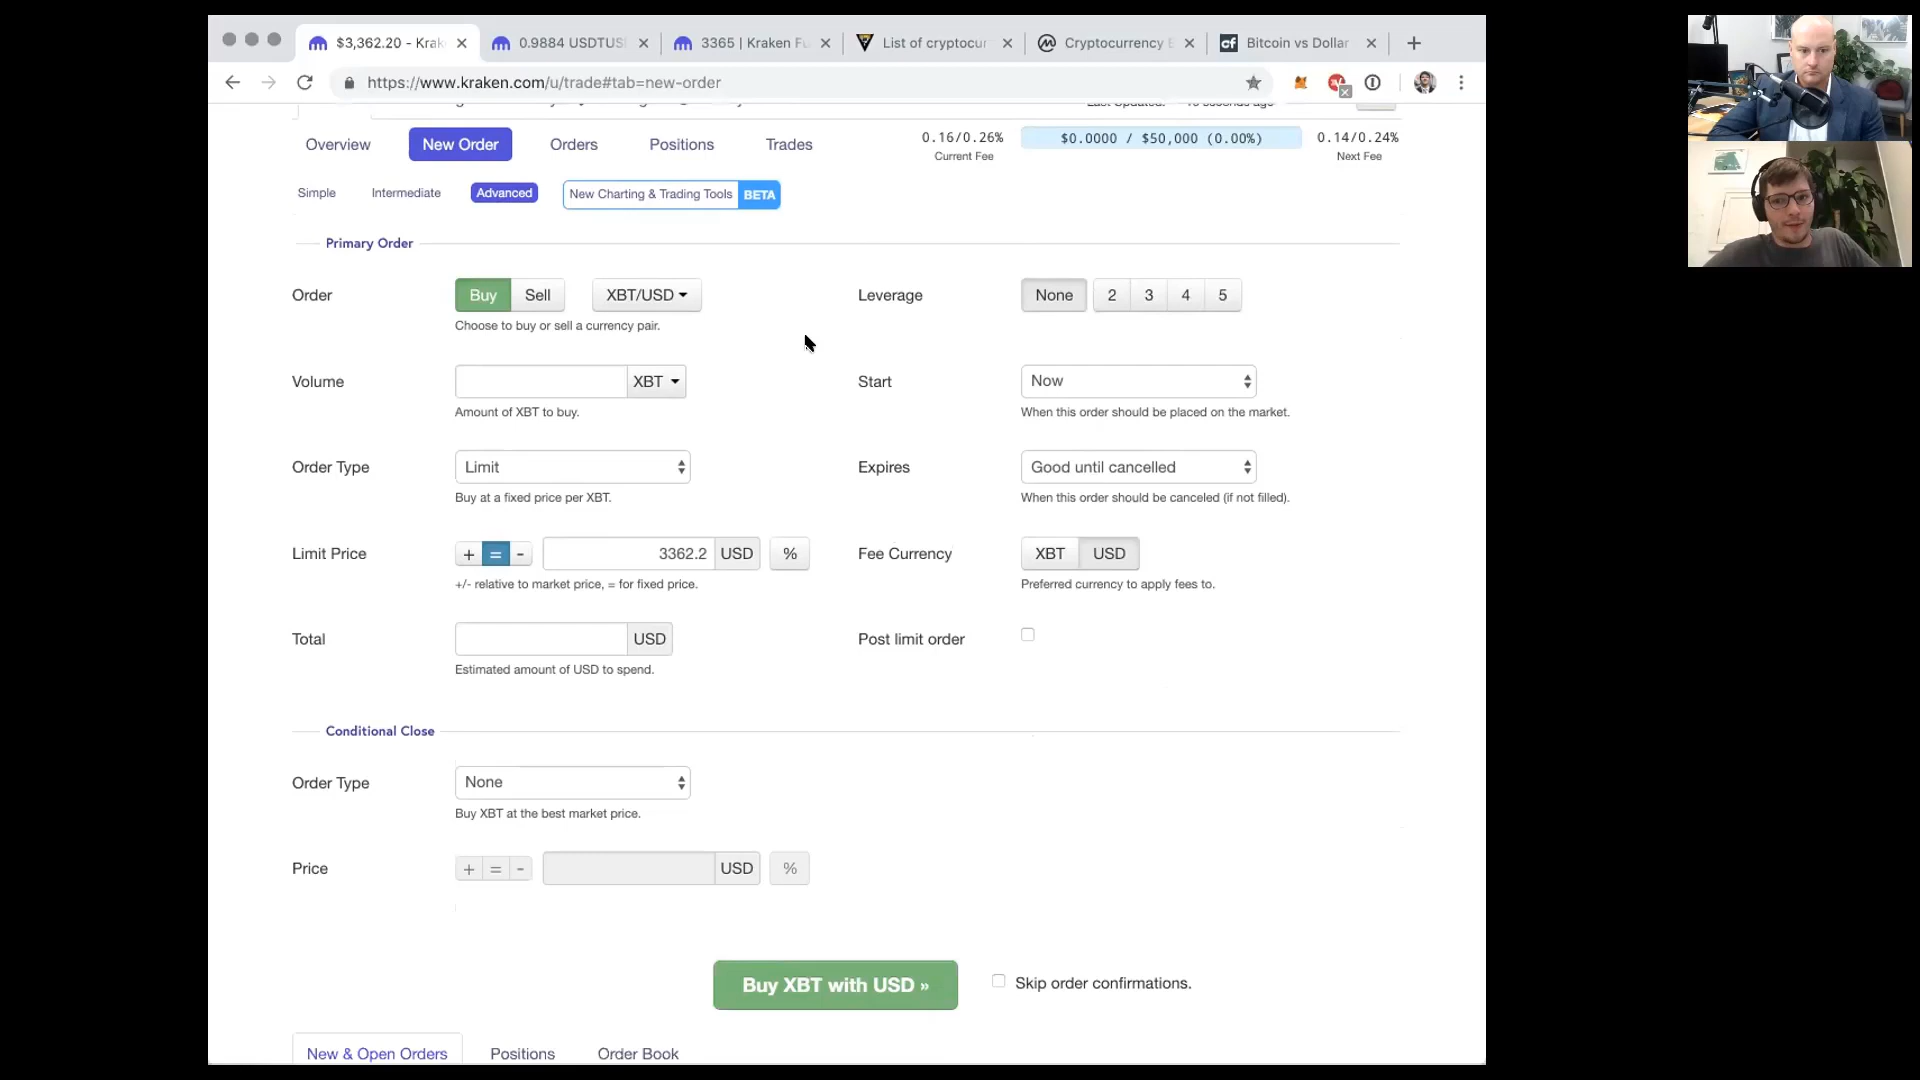 $3,362.20 - Krak
0.9884 USDTUS
3365 | Kraken Fu
List of cryptocur
Cryptocurrency E
Bitcoin vs Dollar
https://www.kraken.com/u/trade#tab=new-order
Overview
New Order
Orders
Positions
Trades
0.16/0.26%
Current Fee
$0.0000 / $50,000 (0.00%)
0.14/0.24%
Next Fee
Simple
Intermediate
Advanced
New Charting & Trading Tools BETA
Primary Order
Order
Buy
Sell
XBT/USD
Choose to buy or sell a currency pair.
Leverage
None
2
3
4
5
Volume
XBT
Amount of XBT to buy.
Start
Now
When this order should be placed on the market.
Order Type
Limit
Buy at a fixed price per XBT.
Expires
Good until cancelled
When this order should be canceled (if not filled).
Limit Price
+ = -
3362.2 USD
%
+/- relative to market price, = for fixed price.
Fee Currency
XBT
USD
Preferred currency to apply fees to.
Total
USD
Estimated amount of USD to spend.
Post limit order
Conditional Close
Order Type
None
Buy XBT at the best market price.
Price
+ = -
USD
%
Buy XBT with USD »
Skip order confirmations.
New & Open Orders
Positions
Order Book